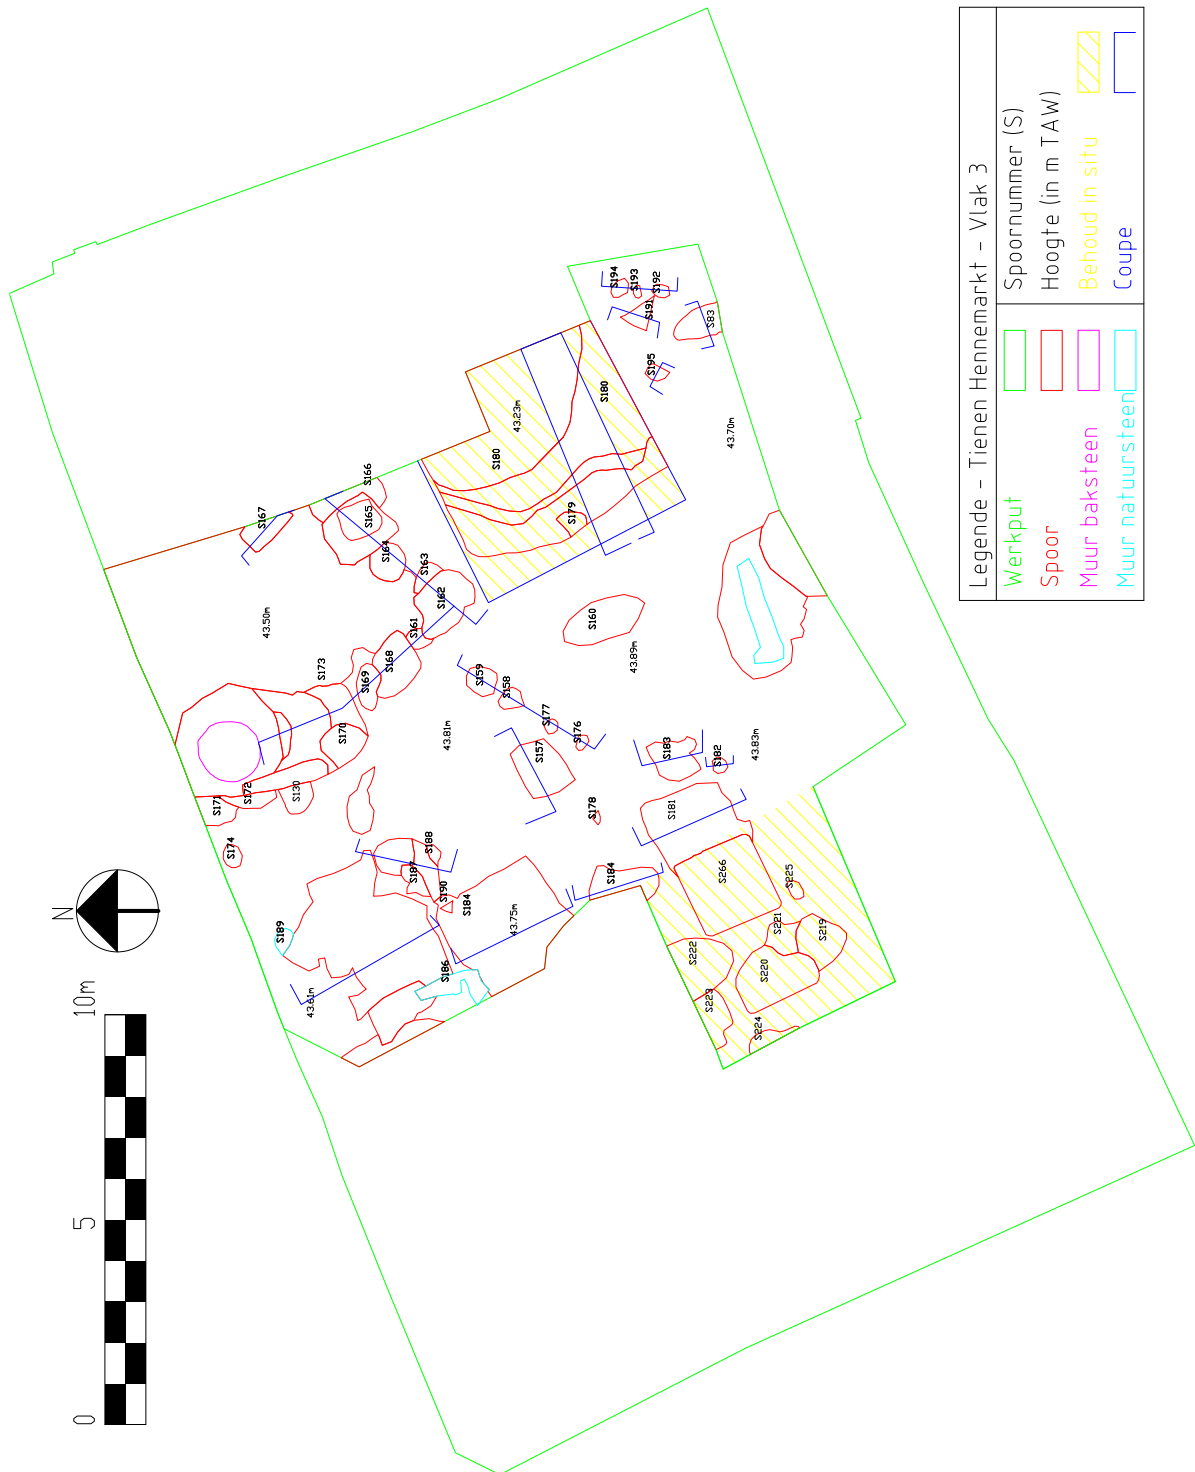 Legende - Tienen Hennemarkt - Vlak 3
Werkput
Spoor
Muur baksteen
Muur natuursteen
Spoornummer (S)
Hoogte (in m TAW)
Behoud in situ
Coupe
N
0
5
10m
S194
S193
S192
S191
S83
S195
S180
43.23m
S180
43.70m
S179
S166
S165
S167
S164
S163
S162
S161
43.50m
S160
43.89m
S173
S168
S169
S159
S158
S177
S176
S170
43.81m
S157
S183
S182
43.83m
S171
S172
S130
S178
S181
S174
S188
S187
S190
S184
S184
43.75m
S266
S225
S189
S186
43.61m
S221
S219
S222
S220
S223
S224